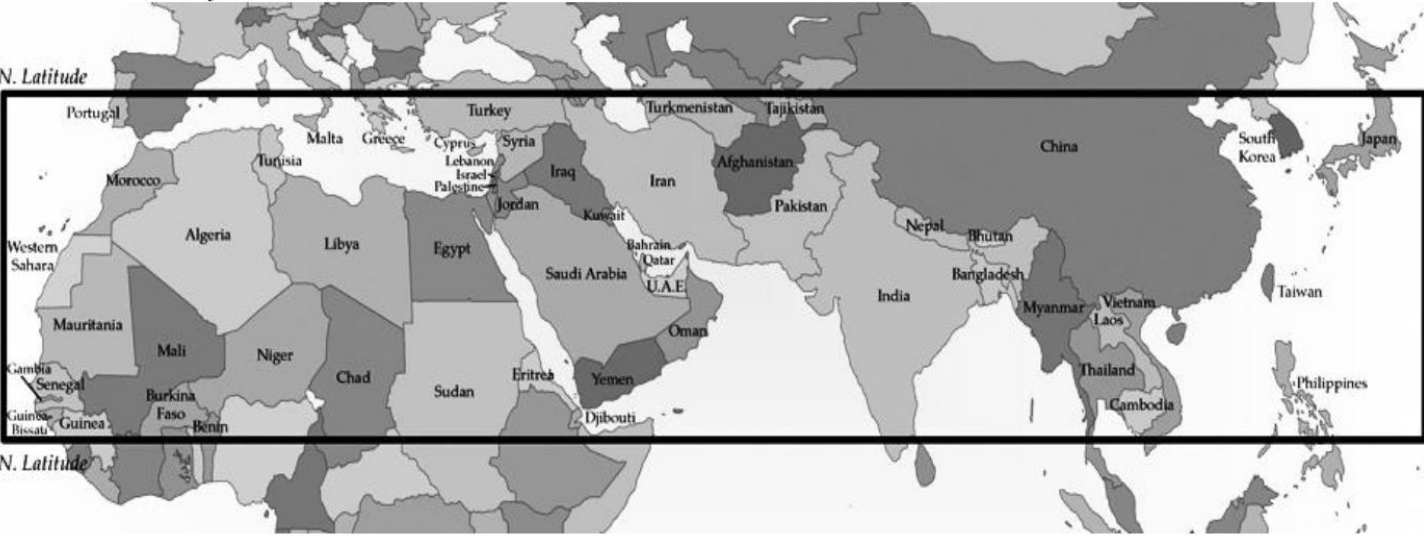 N. Latitude
Portugal
Turkey
Turkmenistan
Tajikistan
Malta
Greece
Cyprus
Syria
South
Korea
Japan
China
Tunisia
Lebanon
Israel
Palestine
Iraq
Iran
Afghanistan
Morocco
Jordan
Kuwait
Pakistan
Nepal
Bhutan
Western
Sahara
Algeria
Libya
Egypt
Bahrain
Qatar
Saudi Arabia
U.A.E.
India
Bangladesh
Taiwan
Mauritania
Mali
Niger
Chad
Sudan
Oman
Myanmar
Vietnam
Laos
Gambia
Senegal
Burkina
Faso
Eritrea
Yemen
Thailand
Philippines
Guinea-
Bissau
Guinea
Benin
Djibouti
Cambodia
N. Latitude